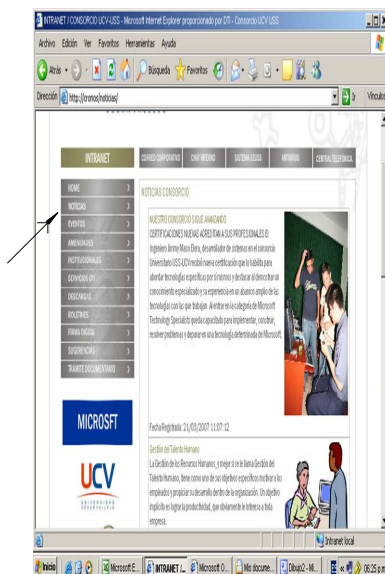 INTRANET / CONSORCIO UCV-USS - Microsoft Internet Explorer proporcionado por DTI - Consorcio UCV USS
Archivo Edición Ver Favoritos Herramientas Ayuda
Atrás Búsqueda Favoritos
Dirección http://cronos/noticias/ Ir Vínculos
INTRANET CORREO CORPORATIVO CHAT INTERNO SISTEMA SEUSS ANTIVIRUS CENTRAL TELEFONICA
HOME
NOTICIAS
EVENTOS
AMENIDADES
INSTITUCIONALES
SERVICIOS DTI
DESCARGAS
BOLETINES
FIRMA DIGITAL
SUGERENCIAS
TRAMITE DOCUMENTARIO
MICROSFT
UCV
UNIVERSIDAD
NOTICIAS CONSORCIO
NUESTRO CONSORCIO SIGUE AVANZANDO
CERTIFICACIONES NUEVAS ACREDITAN A SUS PROFESIONALES El
Ingeniero Jimmy Maco Elera, desarrollador de sistemas en el consorcio
Universitario USS-UCV recibió nueva certificación que lo habilita para
abordar tecnologías específicas por si mismos y destacar al demostrar un
conocimiento especializado y su experiencia en un abanico amplio de las
tecnologías con las que trabajan. Al entrar en la categoría de Microsoft
Technology Specialists queda capacitado para implementar, construir,
resolver problemas y depurar en una tecnología determinada de Microsoft.
Fecha Registrada: 21/03/2007 11:07:12
Gestión del Talento Humano
La Gestión de los Recursos Humanos, y mejor si se le llama Gestión del
Talento Humano, tiene como uno de sus objetivos específicos motivar a los
empleados y propiciar su desarrollo dentro de la organización. Un objetivo
implícito es lograr la productividad, que obviamente le interesa a toda
empresa.
Intranet local
Inicio Microsoft E... INTRANET /... Microsoft O... Mis docume... Dibujo2 - Mi... 08:25 p.m.